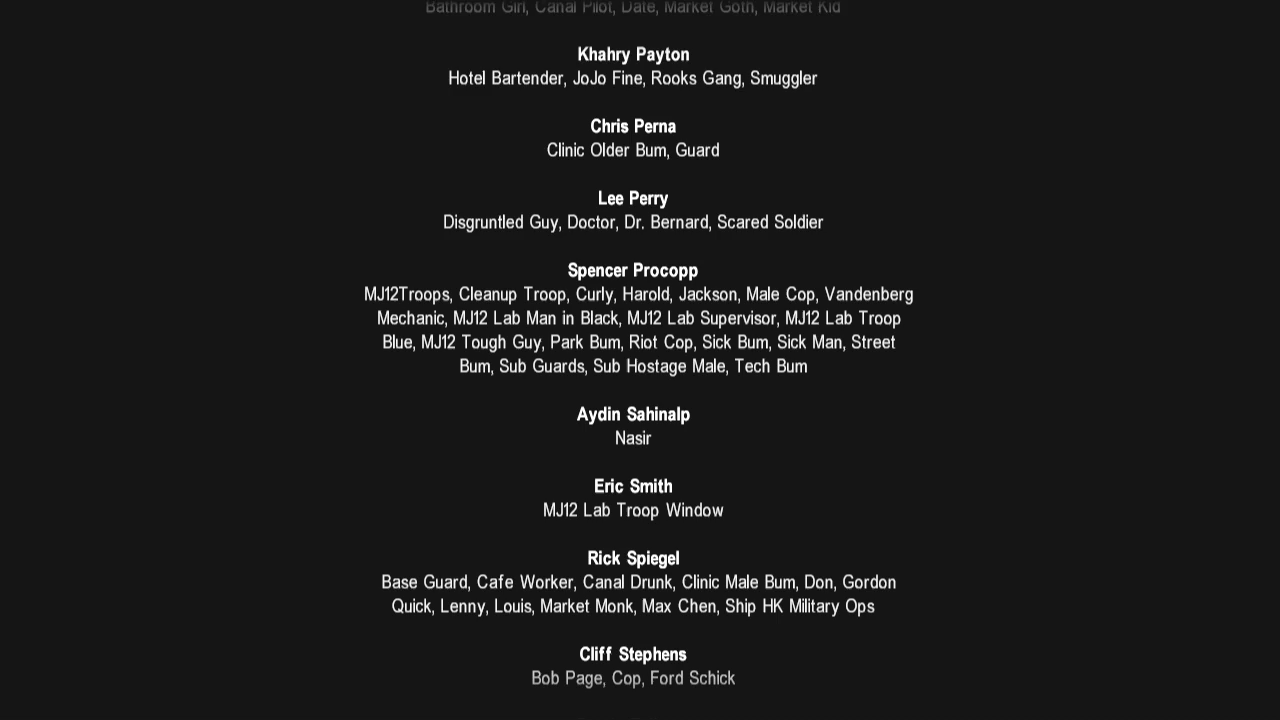 Bathroom Girl, Canal Pilot, Date, Market Goth, Market Kid
Khahry Payton
Hotel Bartender, JoJo Fine, Rooks Gang, Smuggler
Chris Perna
Clinic Older Bum, Guard
Lee Perry
Disgruntled Guy, Doctor, Dr. Bernard, Scared Soldier
Spencer Procopp
MJ12Troops, Cleanup Troop, Curly, Harold, Jackson, Male Cop, Vandenberg
Mechanic, MJ12 Lab Man in Black, MJ12 Lab Supervisor, MJ12 Lab Troop
Blue, MJ12 Tough Guy, Park Bum, Riot Cop, Sick Bum, Sick Man, Street
Bum, Sub Guards, Sub Hostage Male, Tech Bum
Aydin Sahinalp
Nasir
Eric Smith
MJ12 Lab Troop Window
Rick Spiegel
Base Guard, Cafe Worker, Canal Drunk, Clinic Male Bum, Don, Gordon
Quick, Lenny, Louis, Market Monk, Max Chen, Ship HK Military Ops
Cliff Stephens
Bob Page, Cop, Ford Schick